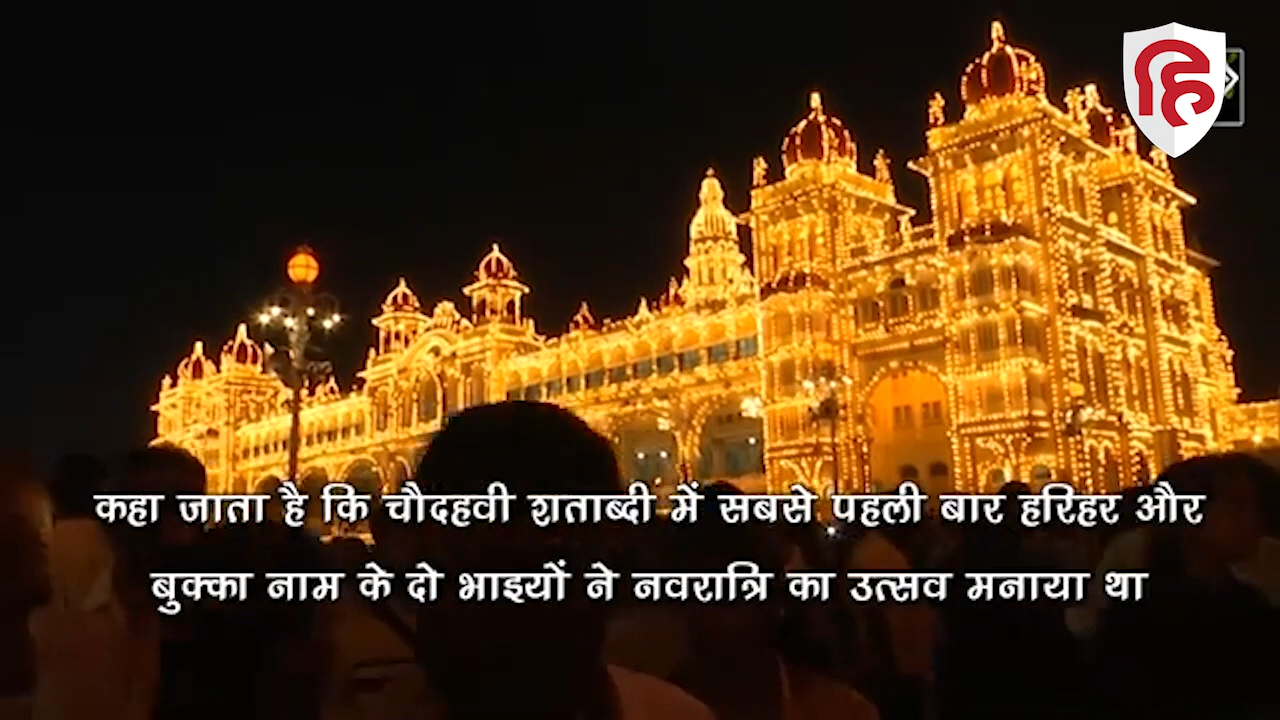 हि
कहा जाता है कि चौदहवी शताब्दी में सबसे पहली बार हरिहर और
बुक्का नाम के दो भाइयों ने नवरात्रि का उत्सव मनाया था